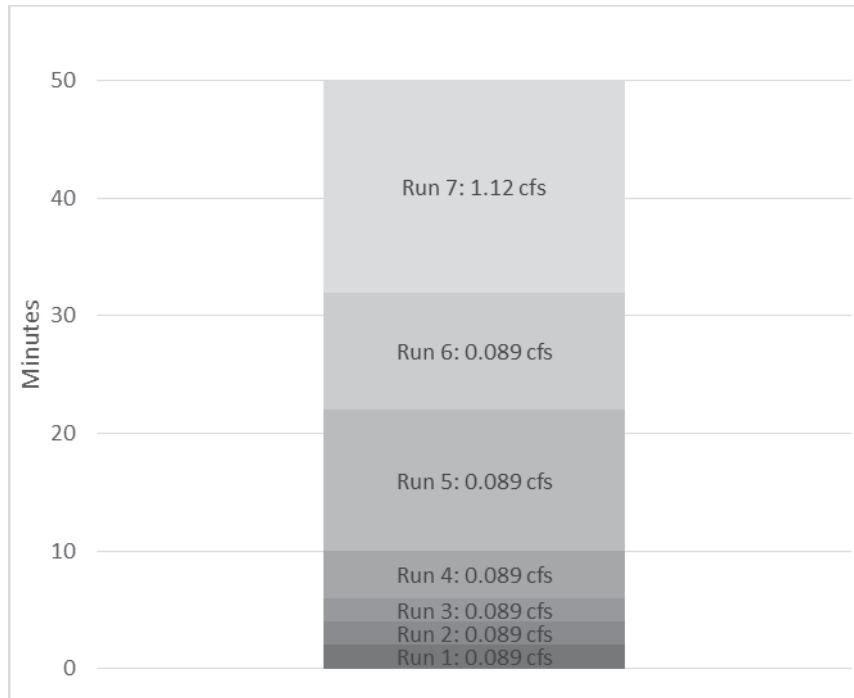 50
Run 7: 1.12 cfs
40
Minutes
30
Run 6: 0.089 cfs
20
Run 5: 0.089 cfs
10
Run 4: 0.089 cfs
Run 3: 0.089 cfs
Run 2: 0.089 cfs
Run 1: 0.089 cfs
0